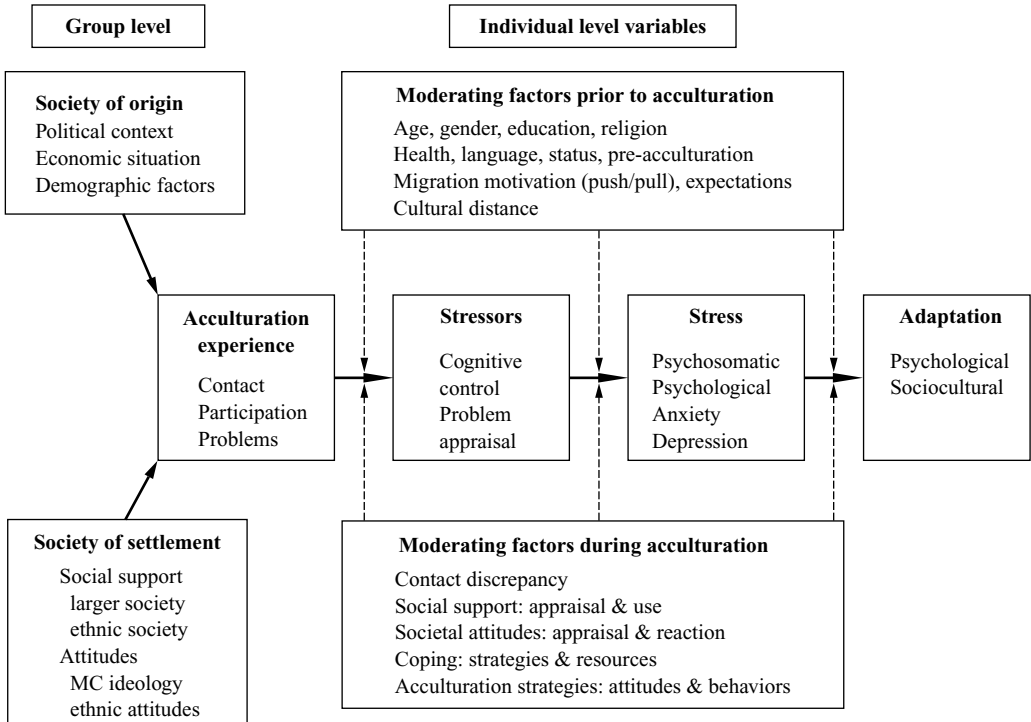 Group level
Individual level variables
Society of origin
Political context
Economic situation
Demographic factors
Moderating factors prior to acculturation
Age, gender, education, religion
Health, language, status, pre-acculturation
Migration motivation (push/pull), expectations
Cultural distance
Acculturation
experience
Contact
Participation
Problems
Stressors
Cognitive
control
Problem
appraisal
Stress
Psychosomatic
Psychological
Anxiety
Depression
Adaptation
Psychological
Sociocultural
Society of settlement
Social support
larger society
ethnic society
Attitudes
MC ideology
ethnic attitudes
Moderating factors during acculturation
Contact discrepancy
Social support: appraisal & use
Societal attitudes: appraisal & reaction
Coping: strategies & resources
Acculturation strategies: attitudes & behaviors